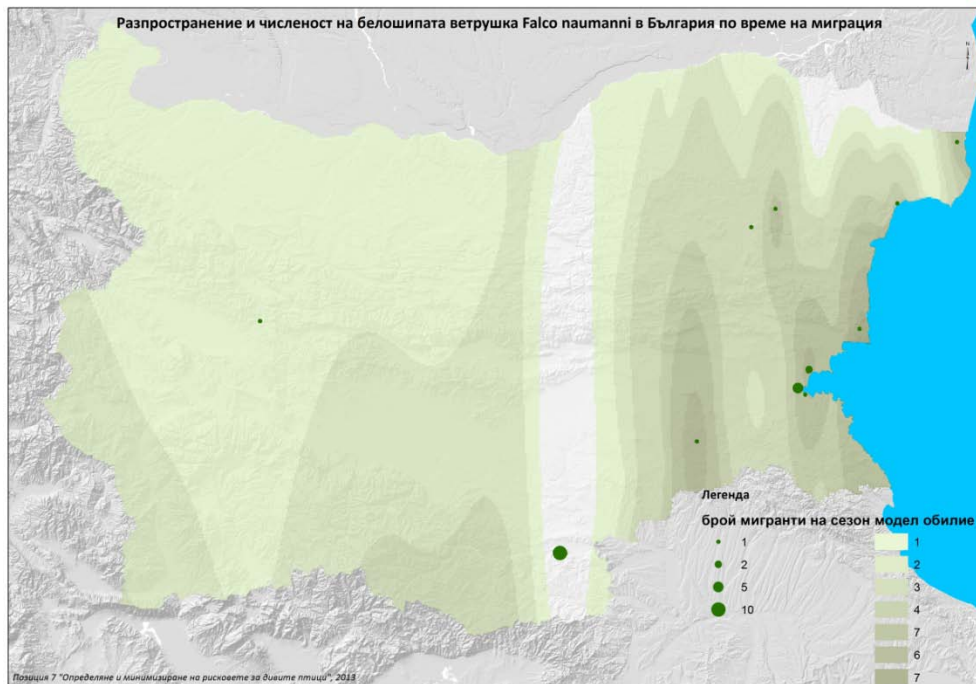 Разпространение и численост на белошипата ветрушка Falco naumanni в България по време на миграция
Легенда
брой мигранти на сезон модел обилие
1
2
5
10
1
2
3
4
7
6
7
Позиция 7 "Определяне и минимизиране на рисковете за дивите птици", 2013